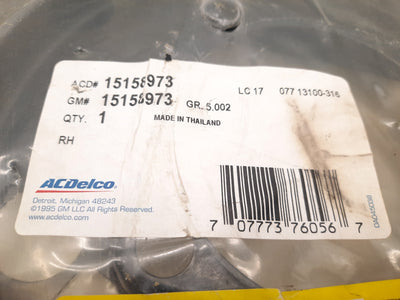 ACD# 15158973 LC 17 077 13100-316
GM# 15158973 GR. 5.002
QTY. 1 MADE IN THAILAND
RH
ACDelco
Detroit, Michigan 48243
©1995 GM LLC All Rights Reserved
www.acdelco.com
7 07773 76056 7